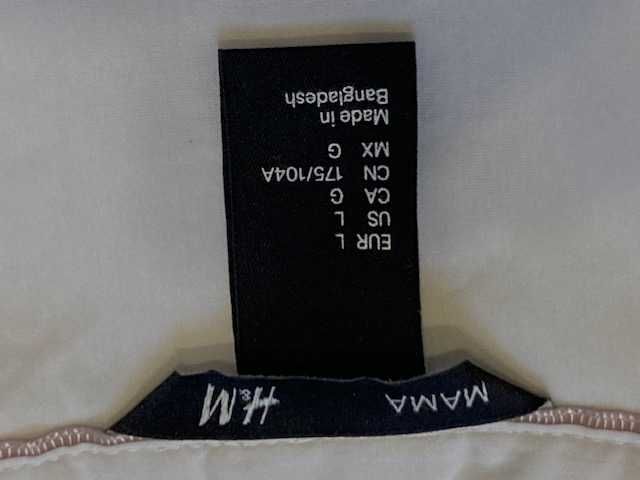 H&M MAMA
EUR L
US L
CA G
CN 175/104A
MX G
Made in
Bangladesh